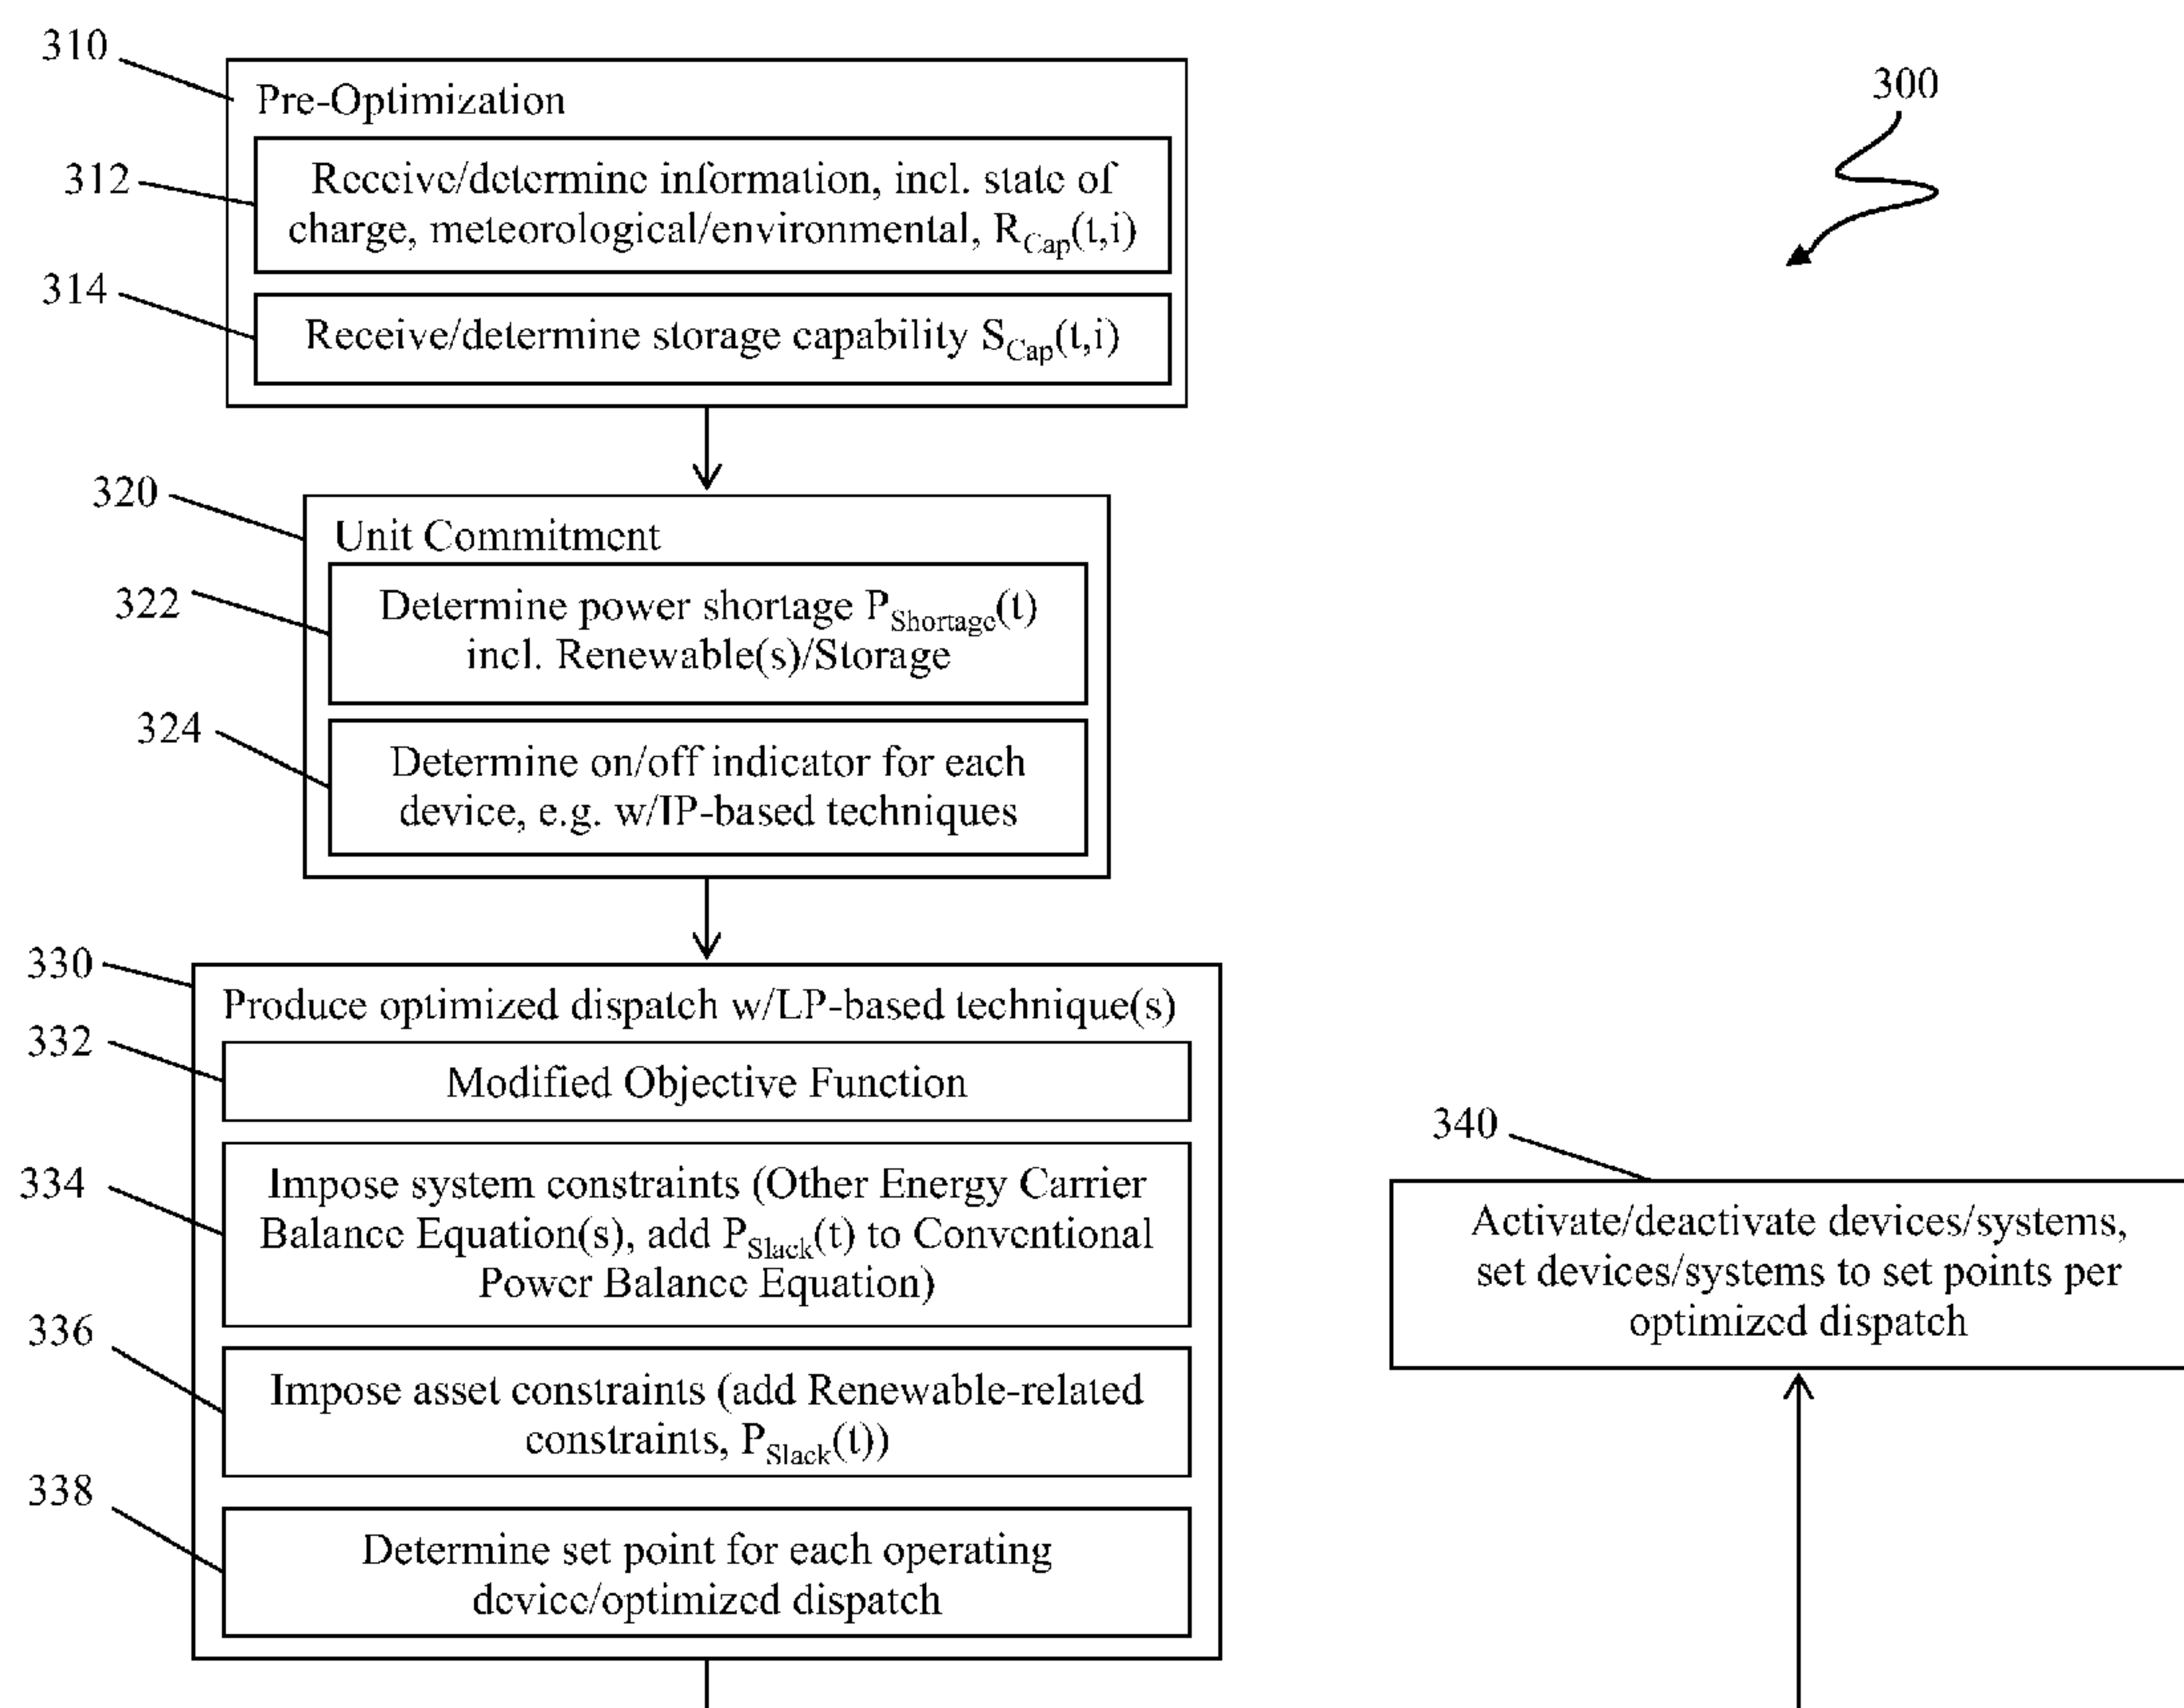 310
Pre-Optimization
312
Receive/determine information, incl. state of
charge, meteorological/environmental, R_Cap(t,i)
314
Receive/determine storage capability S_Cap(t,i)
300
320
Unit Commitment
322
Determine power shortage P_Shortage(t)
incl. Renewable(s)/Storage
324
Determine on/off indicator for each
device, e.g. w/IP-based techniques
330
Produce optimized dispatch w/LP-based technique(s)
332
Modified Objective Function
334
Impose system constraints (Other Energy Carrier
Balance Equation(s), add P_Slack(t) to Conventional
Power Balance Equation)
336
Impose asset constraints (add Renewable-related
constraints, P_Slack(t))
338
Determine set point for each operating
device/optimized dispatch
340
Activate/deactivate devices/systems,
set devices/systems to set points per
optimized dispatch